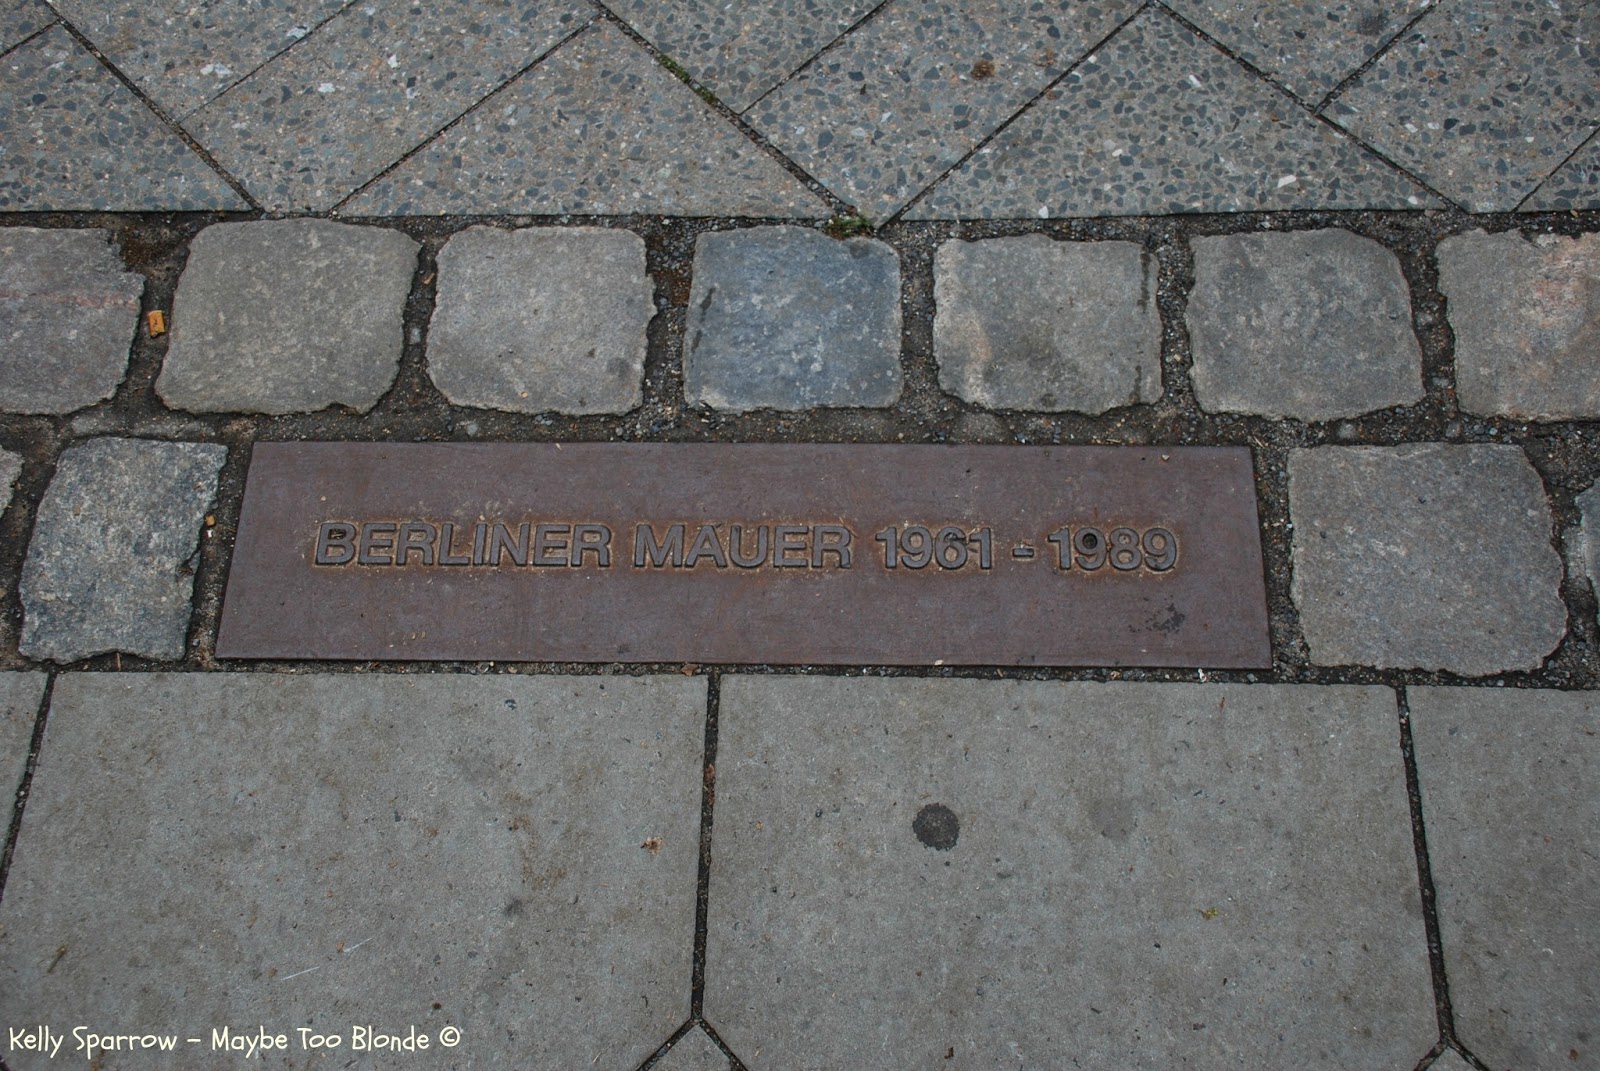 BERLINER MAUER 1961 - 1989
Kelly Sparrow - Maybe Too Blonde ©